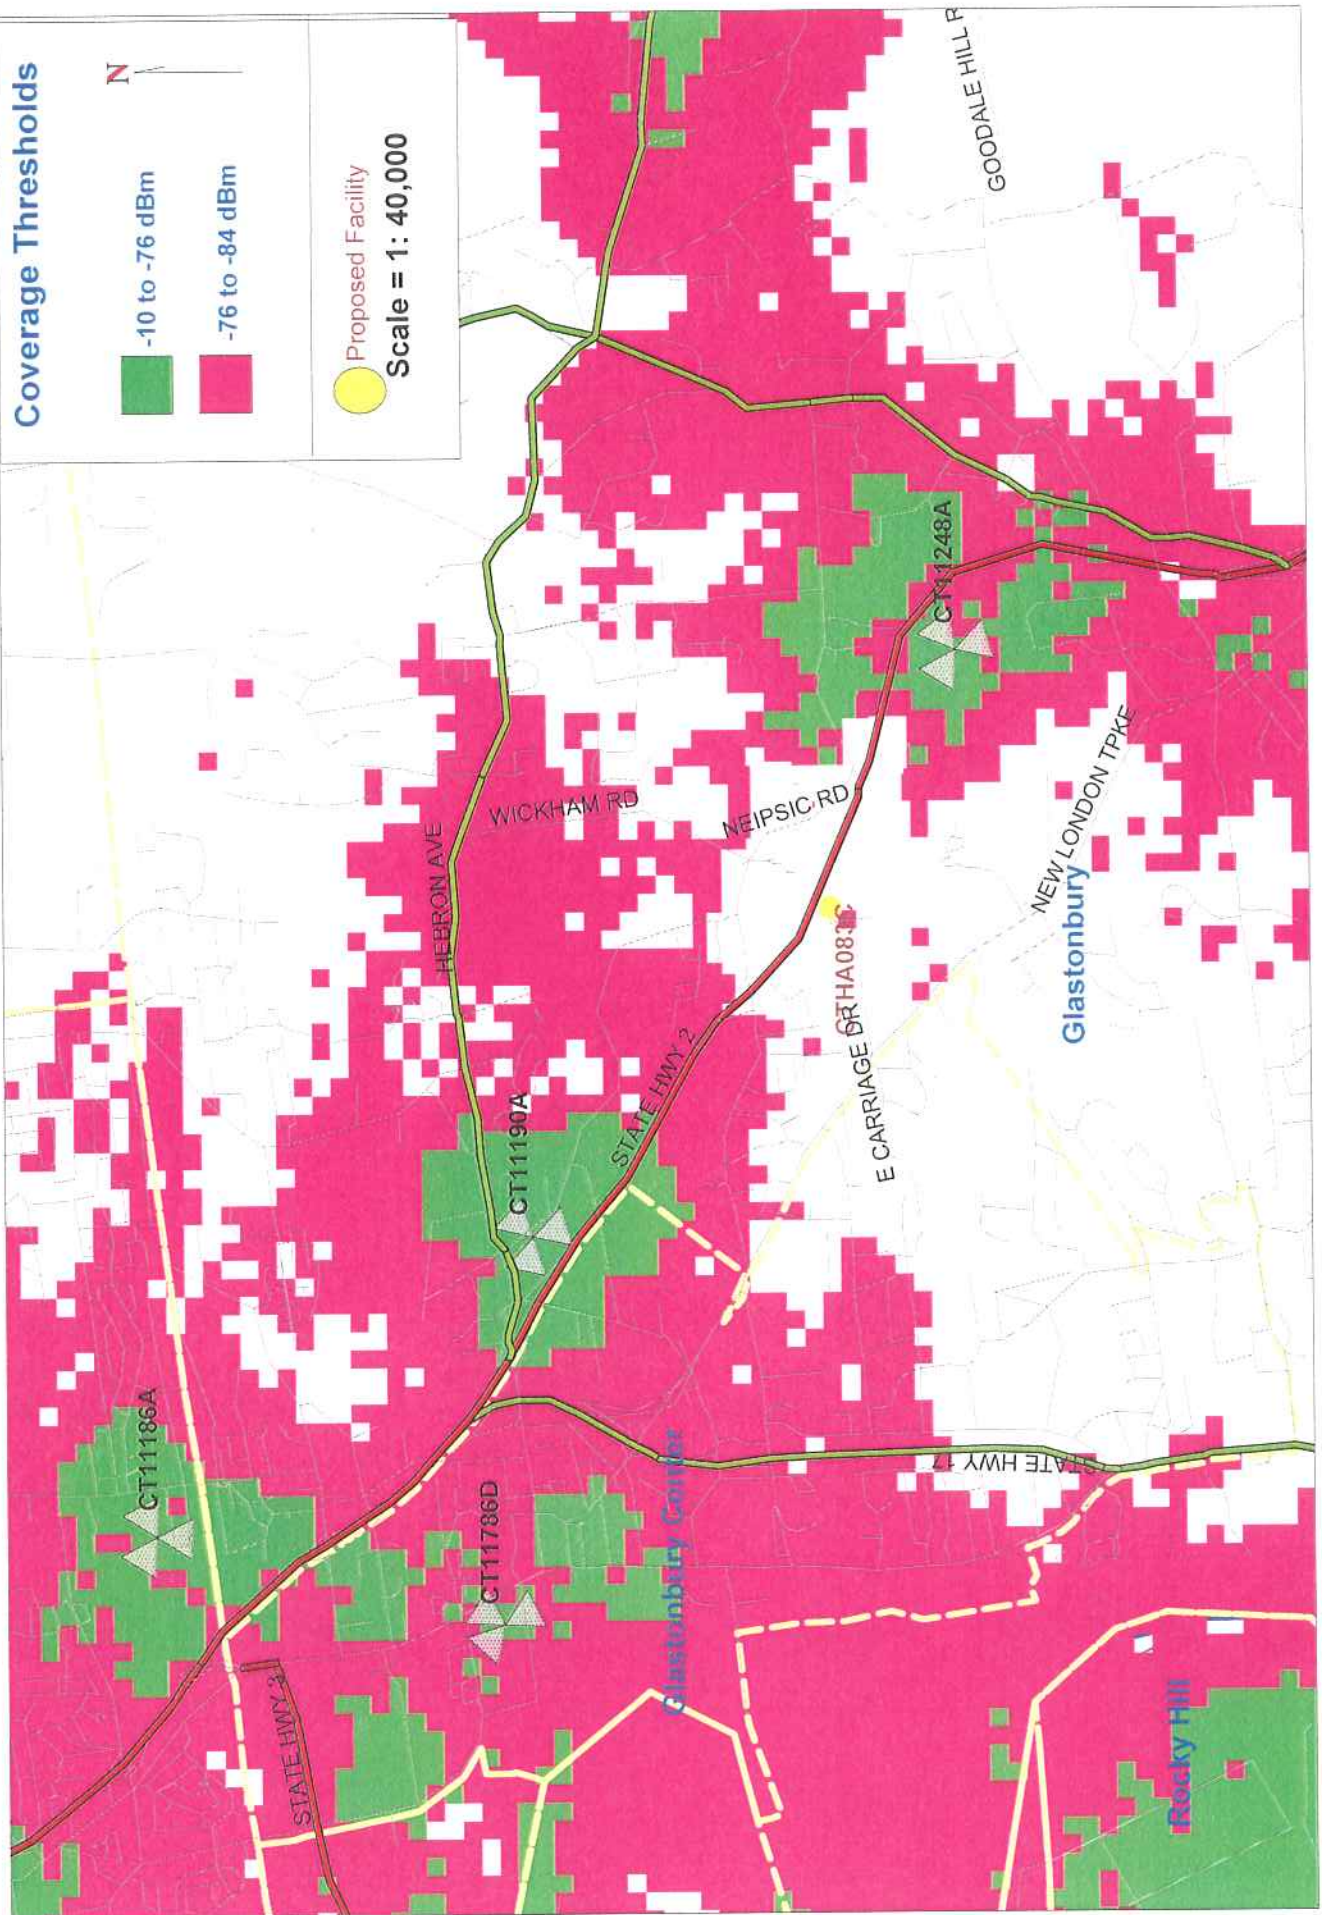 Coverage Thresholds
N
-10 to -76 dBm
-76 to -84 dBm
Proposed Facility
Scale = 1: 40,000
CT11186A
STATE HWY 3
CT11786D
HEBRON AVE
CT11190A
WICKHAM RD
STATE HWY 2
NEIPSIC RD
CT11248A
GOODALE HILL R
E CARRIAGE DR
NEW LONDON TPKE
Glastonbury
Glastonbury Center
STATE HWY 17
Rocky Hill